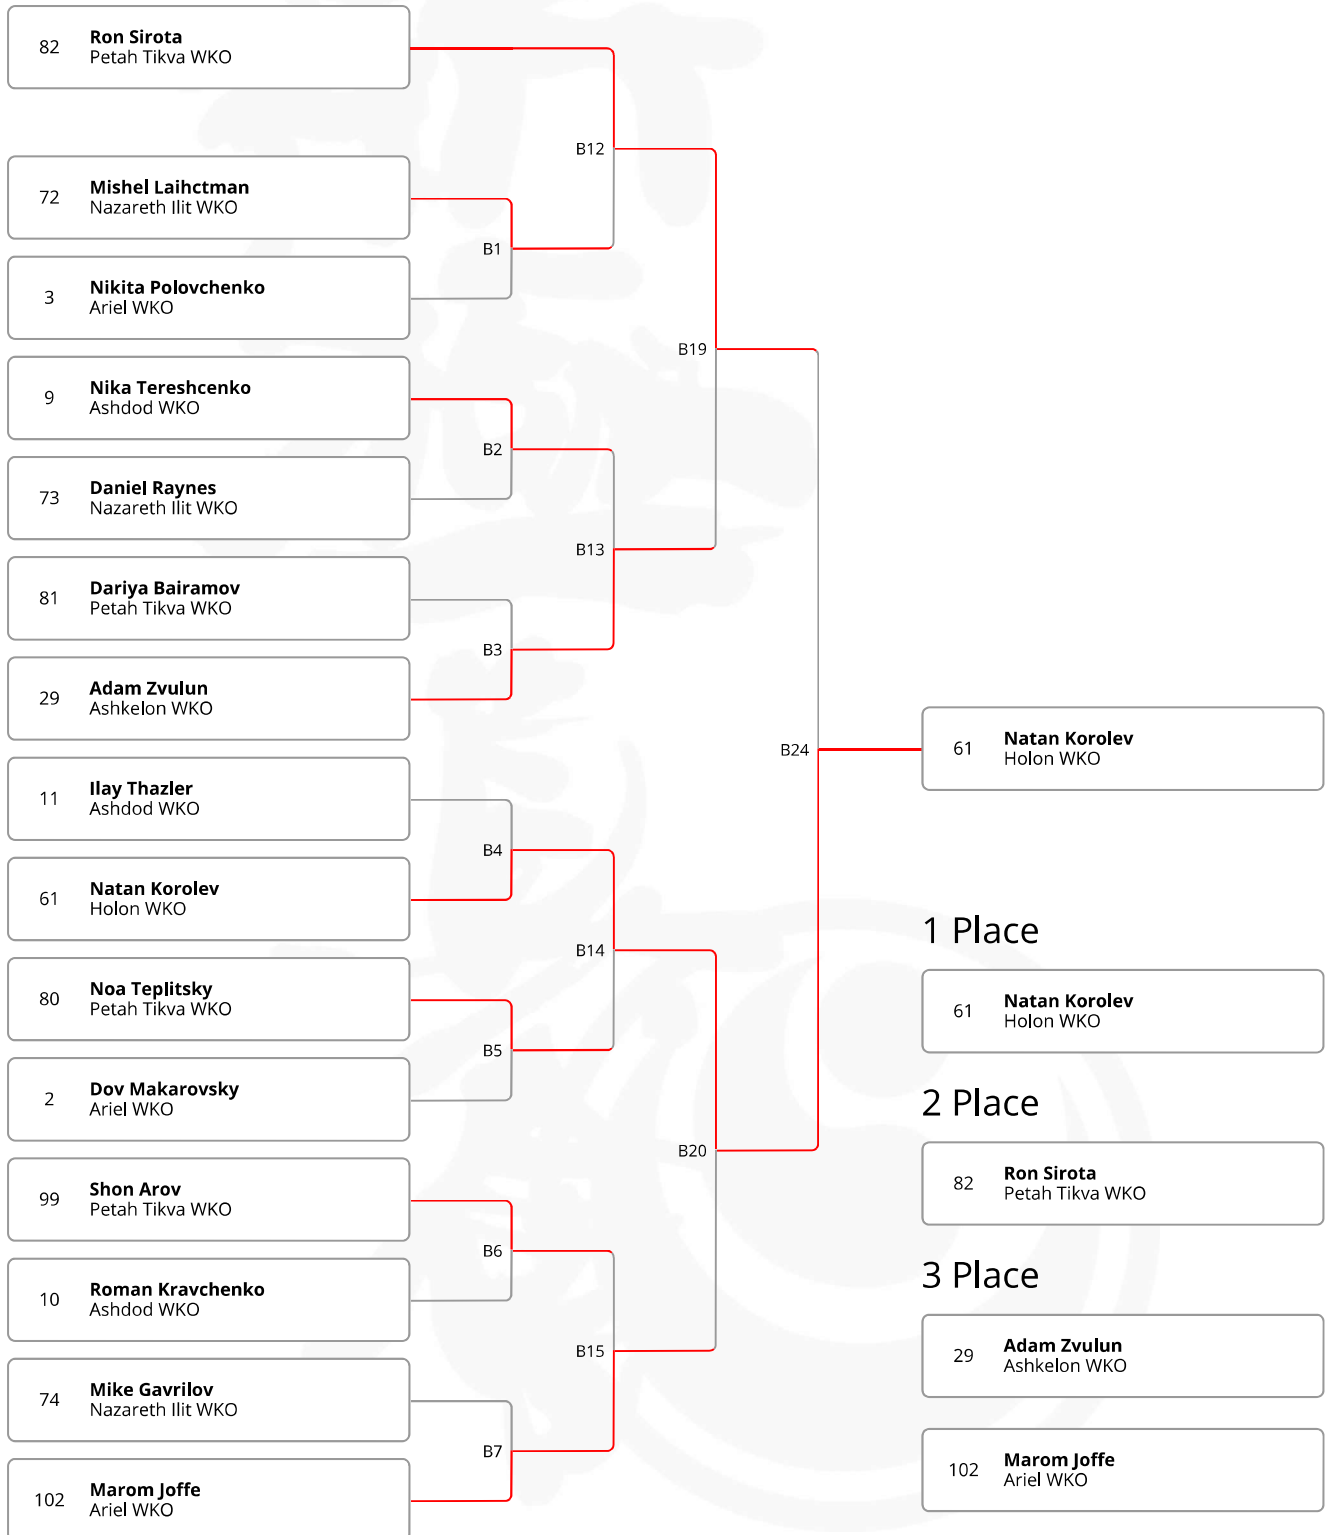 82
Ron Sirota
Petah Tikva WKO
B12
72
Mishel Laihctman
Nazareth Ilit WKO
B1
3
Nikita Polovchenko
Ariel WKO
B19
9
Nika Tereshcenko
Ashdod WKO
B2
73
Daniel Raynes
Nazareth Ilit WKO
B13
81
Dariya Bairamov
Petah Tikva WKO
B3
29
Adam Zvulun
Ashkelon WKO
B24
61
Natan Korolev
Holon WKO
11
Ilay Thazler
Ashdod WKO
B4
61
Natan Korolev
Holon WKO
B14
80
Noa Teplitsky
Petah Tikva WKO
B5
2
Dov Makarovsky
Ariel WKO
B20
99
Shon Arov
Petah Tikva WKO
B6
10
Roman Kravchenko
Ashdod WKO
B15
74
Mike Gavrilov
Nazareth Ilit WKO
B7
102
Marom Joffe
Ariel WKO
1 Place
61
Natan Korolev
Holon WKO
2 Place
82
Ron Sirota
Petah Tikva WKO
3 Place
29
Adam Zvulun
Ashkelon WKO
102
Marom Joffe
Ariel WKO